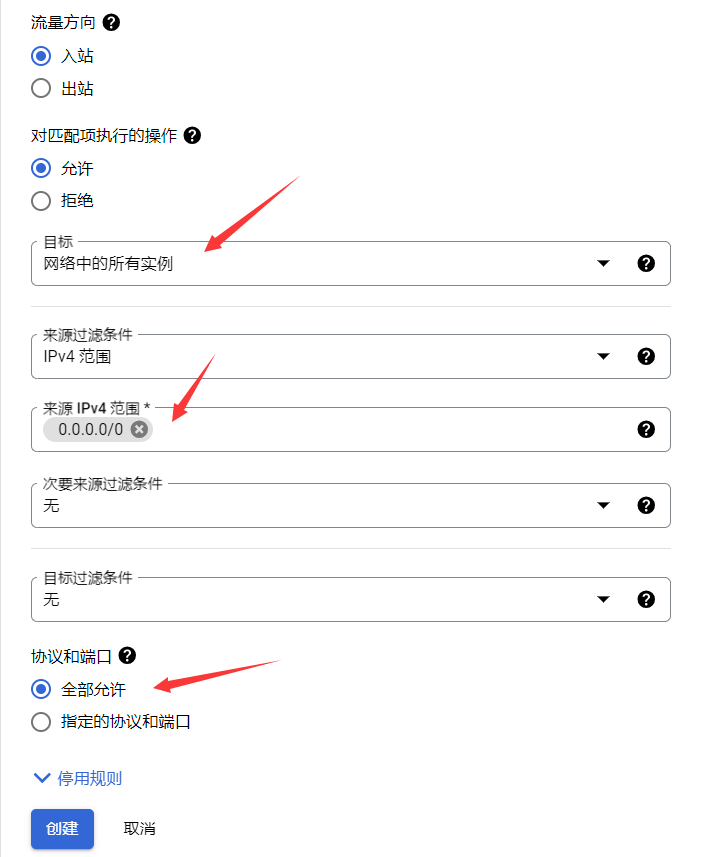 流量方向
入站
出站
对匹配项执行的操作
允许
拒绝
目标
网络中的所有实例
来源过滤条件
IPv4 范围
来源 IPv4 范围 *
0.0.0.0/0
次要来源过滤条件
无
目标过滤条件
无
协议和端口
全部允许
指定的协议和端口
停用规则
创建 取消